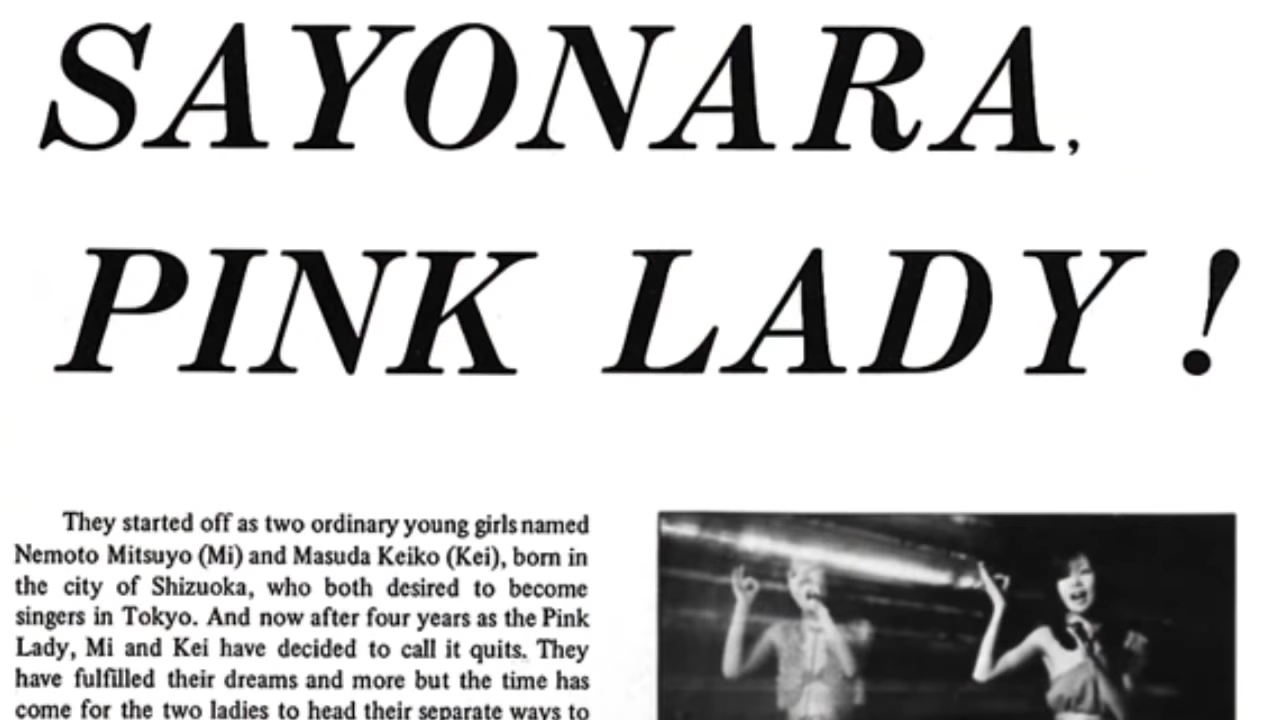 SAYONARA,
PINK LADY !
They started off as two ordinary young girls named
Nemoto Mitsuyo (Mi) and Masuda Keiko (Kei), born in
the city of Shizuoka, who both desired to become
singers in Tokyo. And now after four years as the Pink
Lady, Mi and Kei have decided to call it quits. They
have fulfilled their dreams and more but the time has
come for the two ladies to head their separate ways to